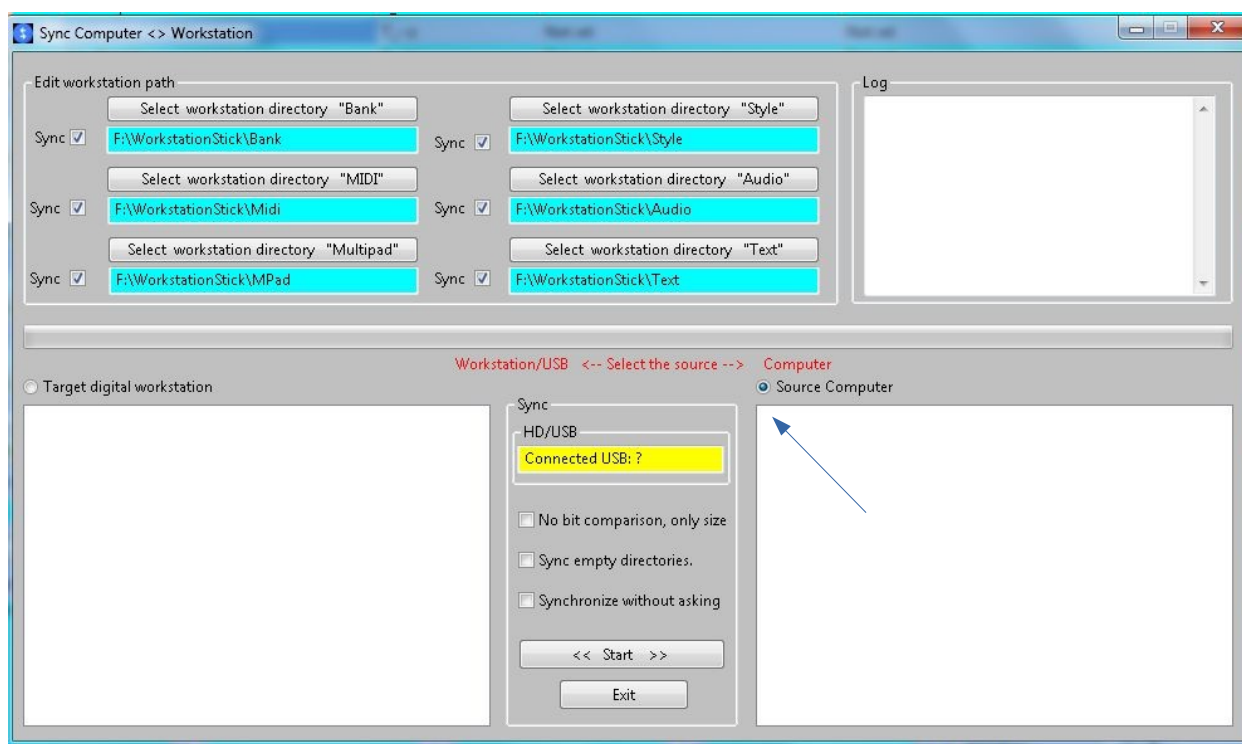 Sync Computer <> Workstation
Edit workstation path
Log
Select workstation directory "Bank"
Select workstation directory "Style"
Sync
F:\WorkstationStick\Bank
Sync
F:\WorkstationStick\Style
Select workstation directory "MIDI"
Select workstation directory "Audio"
Sync
F:\WorkstationStick\Midi
Sync
F:\WorkstationStick\Audio
Select workstation directory "Multipad"
Select workstation directory "Text"
Sync
F:\WorkstationStick\MPad
Sync
F:\WorkstationStick\Text
Workstation/USB <-- Select the source --> Computer
Target digital workstation
Source Computer
Sync
HD/USB
Connected USB: ?
No bit comparison, only size
Sync empty directories.
Synchronize without asking
<< Start >>
Exit